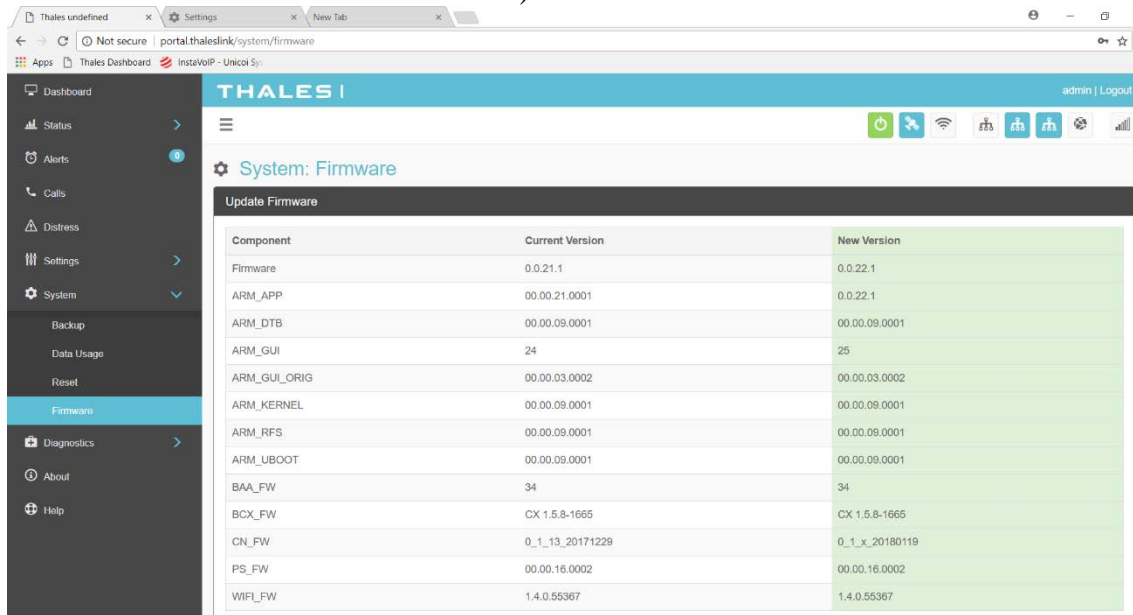 Thales undefined Settings New Tab
Not secure portal.thaleslink/system/firmware
Apps Thales Dashboard InstaVoIP - Unicoi Sy
Dashboard
Status
Alerts 0
Calls
Distress
Settings
System
Backup
Data Usage
Reset
Firmware
Diagnostics
About
Help
THALES
admin | Logout
System: Firmware
Update Firmware
Component Current Version New Version
Firmware 0.0.21.1 0.0.22.1
ARM_APP 00.00.21.0001 0.0.22.1
ARM_DTB 00.00.09.0001 00.00.09.0001
ARM_GUI 24 25
ARM_GUI_ORIG 00.00.03.0002 00.00.03.0002
ARM_KERNEL 00.00.09.0001 00.00.09.0001
ARM_RFS 00.00.09.0001 00.00.09.0001
ARM_UBOOT 00.00.09.0001 00.00.09.0001
BAA_FW 34 34
BCX_FW CX 1.5.8-1665 CX 1.5.8-1665
CN_FW 0_1_13_20171229 0_1_x_20180119
PS_FW 00.00.16.0002 00.00.16.0002
WIFI_FW 1.4.0.55367 1.4.0.55367